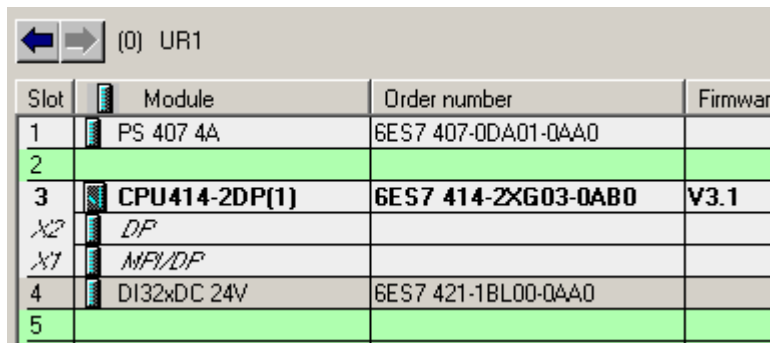 (0) UR1
Slot Module Order number Firmwar
1 PS 407 4A 6ES7 407-0DA01-0AA0
2
3 CPU414-2DP(1) 6ES7 414-2XG03-0AB0 V3.1
X2 DP
X1 MPI/DP
4 DI32xDC 24V 6ES7 421-1BL00-0AA0
5